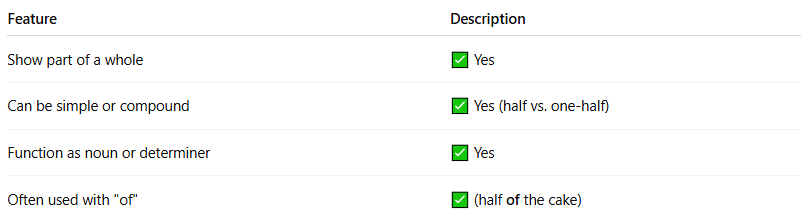 Feature Description
Show part of a whole ✅ Yes
Can be simple or compound ✅ Yes (half vs. one-half)
Function as noun or determiner ✅ Yes
Often used with "of" ✅ (half of the cake)